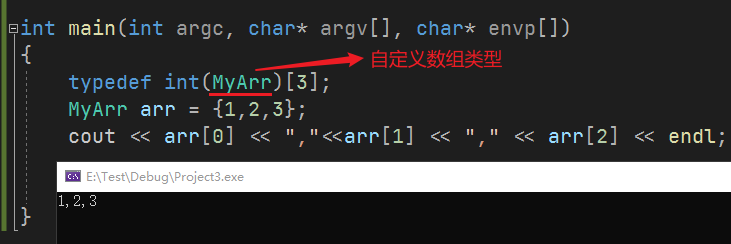 int main(int argc, char* argv[], char* envp[])
{
typedef int(MyArr)[3];
自定义数组类型
MyArr arr = {1,2,3};
cout << arr[0] << ","<<arr[1] << "," << arr[2] << endl;
E:\Test\Debug\Project3.exe
1,2,3
}